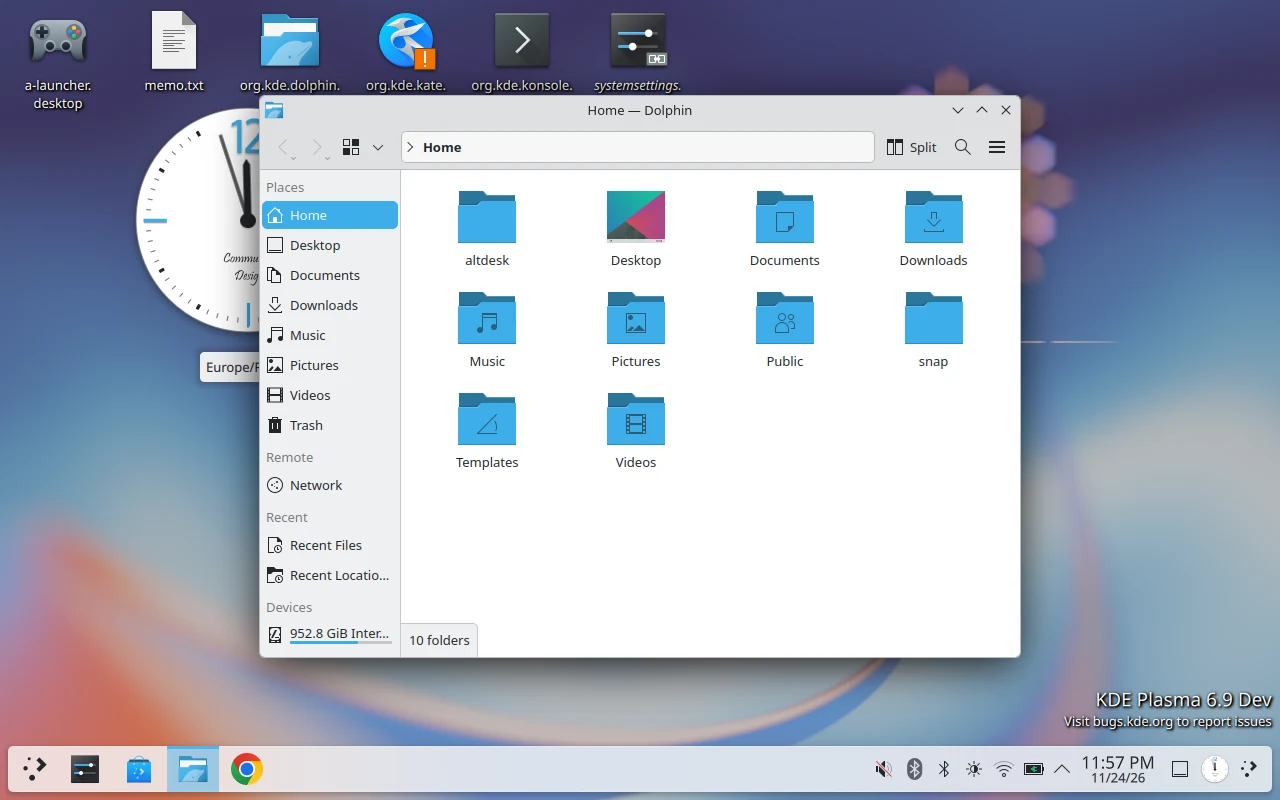 a-launcher.
desktop
memo.txt
org.kde.dolphin.
org.kde.kate.
org.kde.konsole.
systemsettings.
12
Home — Dolphin
Home
Split
Places
Home
Desktop
Documents
Downloads
Music
Pictures
Videos
Trash
Remote
Network
Recent
Recent Files
Recent Locatio...
Devices
952.8 GiB Inter...
altdesk
Desktop
Documents
Downloads
Music
Pictures
Public
snap
Templates
Videos
10 folders
Europe/
KDE Plasma 6.9 Dev
Visit bugs.kde.org to report issues
11:57 PM
11/24/26